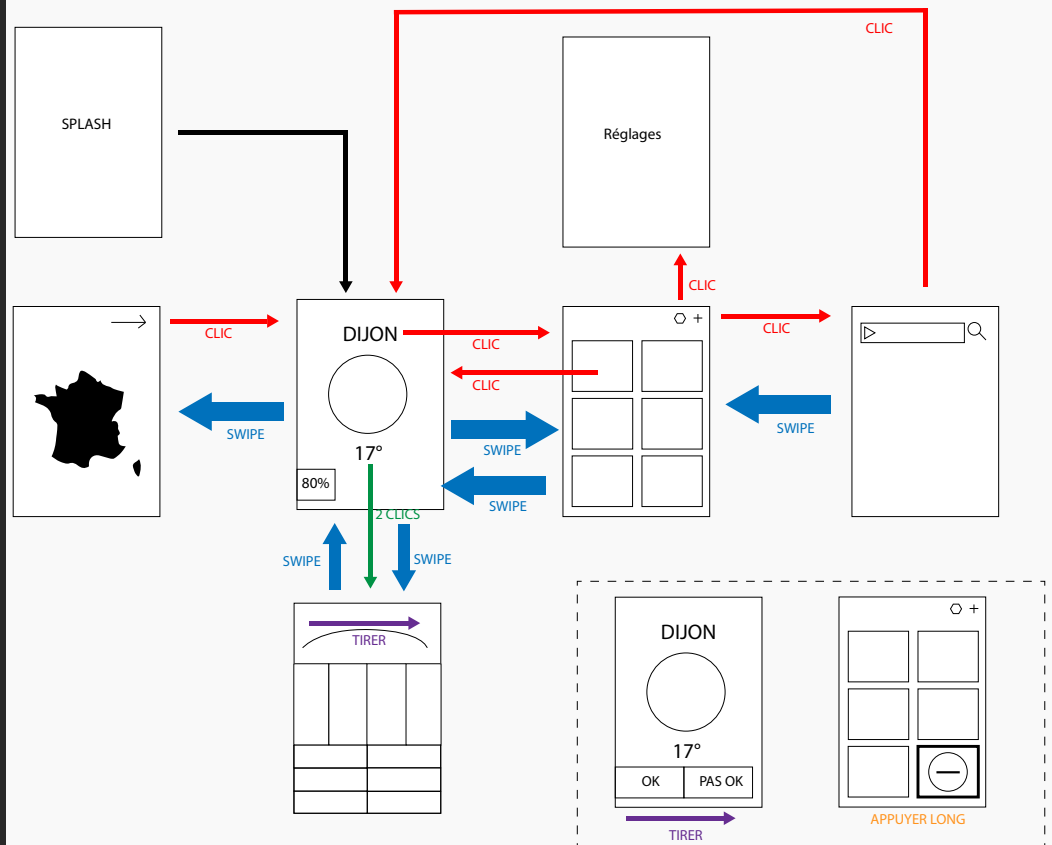 CLIC
SPLASH
Réglages
CLIC
CLIC
DIJON
CLIC
CLIC
+
CLIC
SWIPE
17°
80%
SWIPE
SWIPE
SWIPE
2 CLICS
SWIPE
SWIPE
TIRER
DIJON
17°
OK
PAS OK
TIRER
+
APPUYER LONG